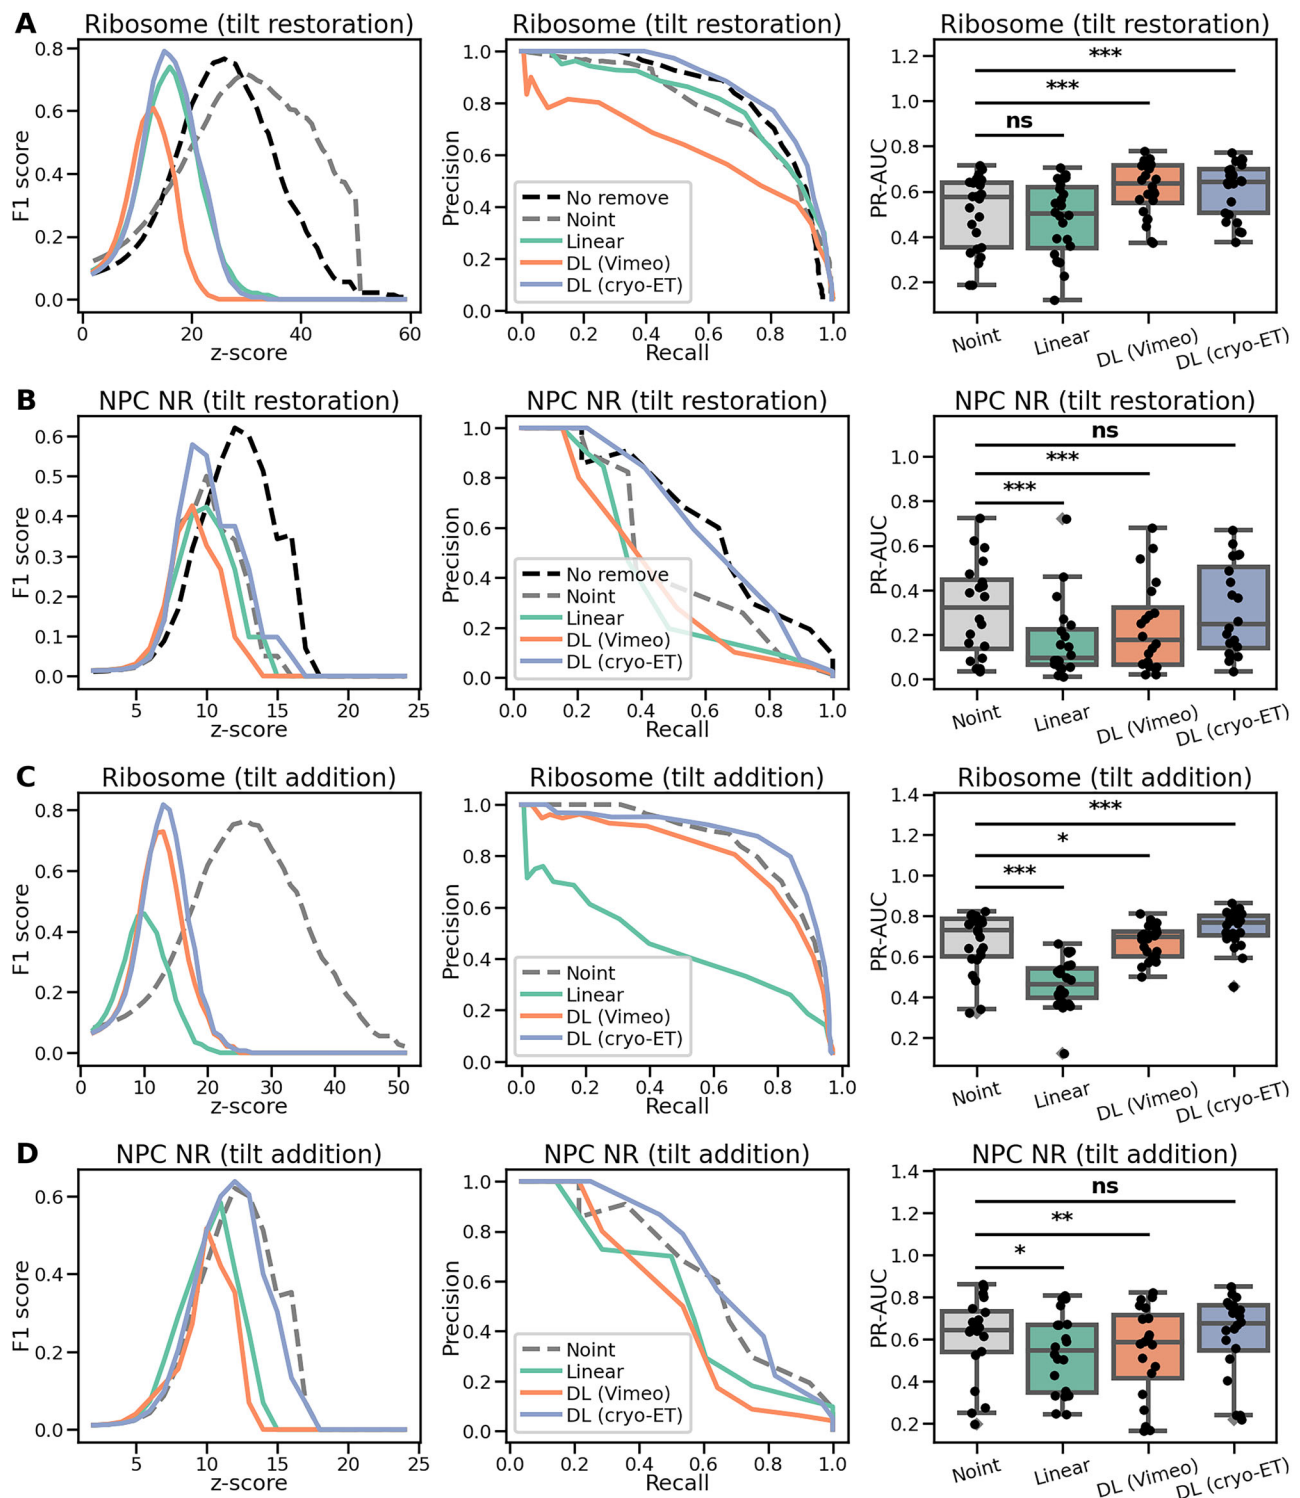 A
Ribosome (tilt restoration)
F1 score
0.8
0.6
0.4
0.2
0.0
0
20
40
60
z-score
Ribosome (tilt restoration)
Precision
1.0
0.8
0.6
0.4
0.2
0.0
No remove
Noint
Linear
DL (Vimeo)
DL (cryo-ET)
0.0
0.2
0.4
0.6
0.8
1.0
Recall
Ribosome (tilt restoration)
PR-AUC
1.2
1.0
0.8
0.6
0.4
0.2
***
***
ns
Noint
Linear
DL (Vimeo)
DL (cryo-ET)
B
NPC NR (tilt restoration)
F1 score
0.6
0.5
0.4
0.3
0.2
0.1
0.0
5
10
15
20
25
z-score
NPC NR (tilt restoration)
Precision
1.0
0.8
0.6
0.4
0.2
0.0
No remove
Noint
Linear
DL (Vimeo)
DL (cryo-ET)
0.0
0.2
0.4
0.6
0.8
1.0
Recall
NPC NR (tilt restoration)
PR-AUC
1.0
0.8
0.6
0.4
0.2
0.0
ns
***
***
Noint
Linear
DL (Vimeo)
DL (cryo-ET)
C
Ribosome (tilt addition)
F1 score
0.8
0.6
0.4
0.2
0.0
0
10
20
30
40
50
z-score
Ribosome (tilt addition)
Precision
1.0
0.8
0.6
0.4
0.2
0.0
Noint
Linear
DL (Vimeo)
DL (cryo-ET)
0.0
0.2
0.4
0.6
0.8
1.0
Recall
Ribosome (tilt addition)
PR-AUC
1.4
1.2
1.0
0.8
0.6
0.4
0.2
***
*
***
Noint
Linear
DL (Vimeo)
DL (cryo-ET)
D
NPC NR (tilt addition)
F1 score
0.6
0.4
0.2
0.0
5
10
15
20
25
z-score
NPC NR (tilt addition)
Precision
1.0
0.8
0.6
0.4
0.2
0.0
Noint
Linear
DL (Vimeo)
DL (cryo-ET)
0.0
0.2
0.4
0.6
0.8
1.0
Recall
NPC NR (tilt addition)
PR-AUC
1.4
1.2
1.0
0.8
0.6
0.4
0.2
ns
**
*
Noint
Linear
DL (Vimeo)
DL (cryo-ET)